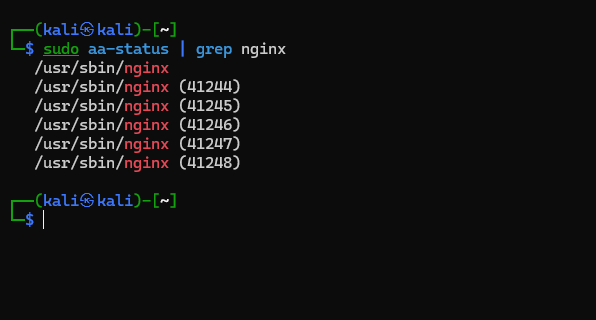 ┌──(kali㉿kali)-[~]
└─$ sudo aa-status | grep nginx
   /usr/sbin/nginx
   /usr/sbin/nginx (41244)
   /usr/sbin/nginx (41245)
   /usr/sbin/nginx (41246)
   /usr/sbin/nginx (41247)
   /usr/sbin/nginx (41248)
┌──(kali㉿kali)-[~]
└─$